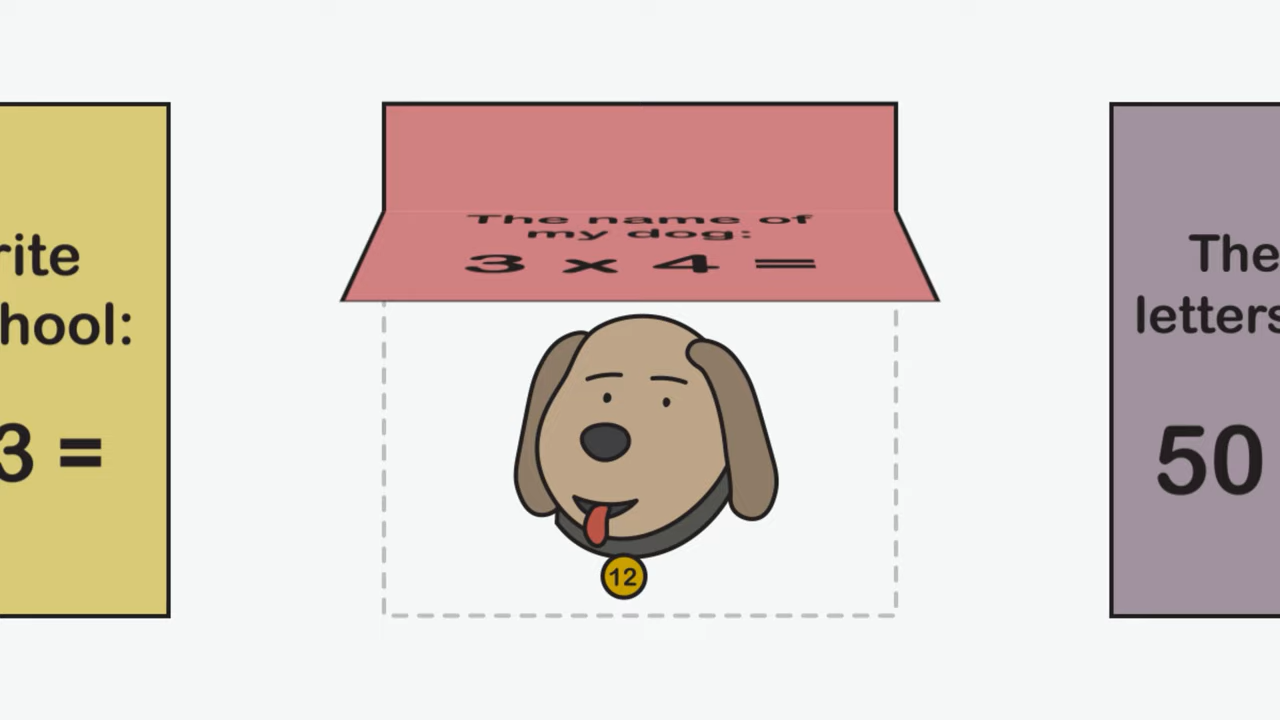 rite
hool:
3 =
The name of
my dog:
3 x 4 =
12
The
letters
50